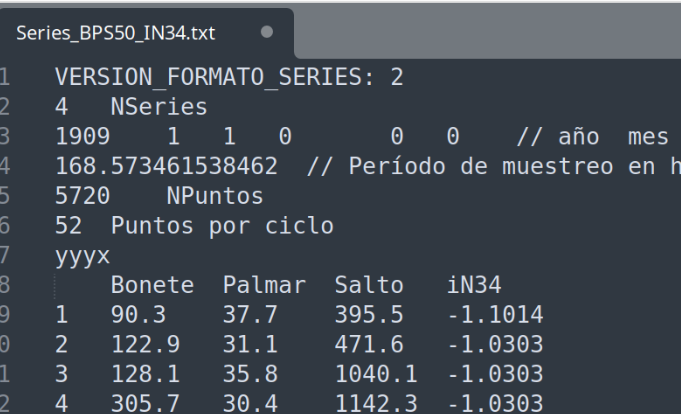 Series_BPS50_IN34.txt
1 VERSION_FORMATO_SERIES: 2
2 4 NSeries
3 1909 1 1 0 0 0 // año mes
4 168.573461538462 // Período de muestreo en h
5 5720 NPuntos
6 52 Puntos por ciclo
7 yyyx
8 Bonete Palmar Salto iN34
9 1 90.3 37.7 395.5 -1.1014
0 2 122.9 31.1 471.6 -1.0303
1 3 128.1 35.8 1040.1 -1.0303
2 4 305.7 30.4 1142.3 -1.0303